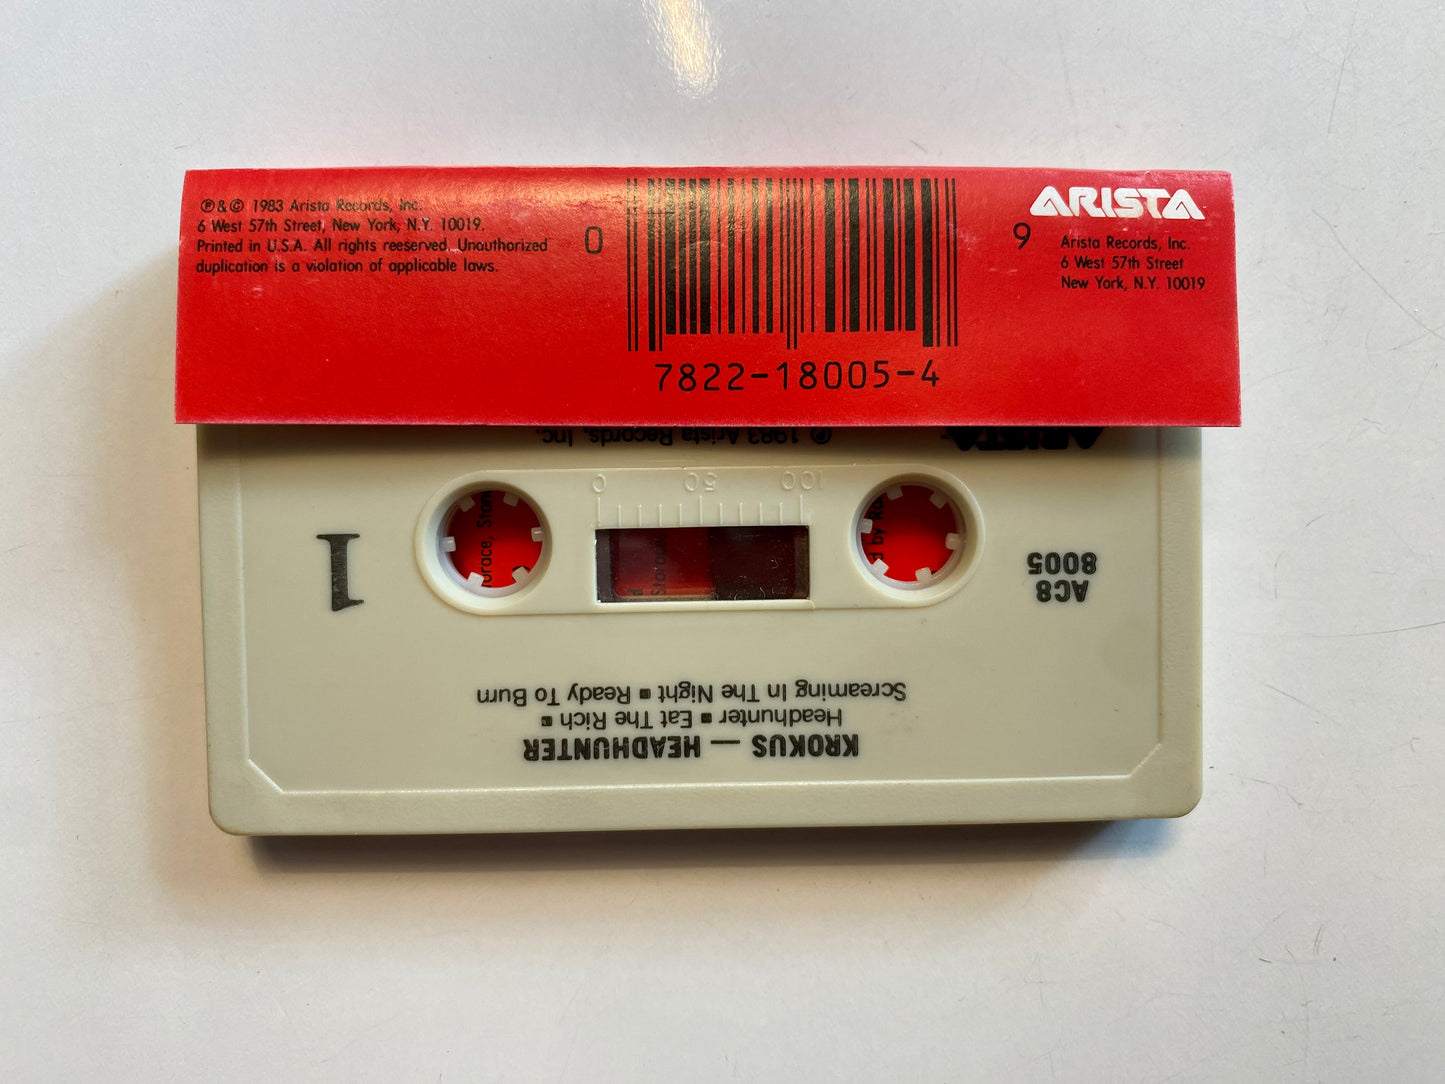 ℗ & © 1983 Arista Records, Inc.
6 West 57th Street, New York, N.Y. 10019.
Printed in U.S.A. All rights reeserved. Unauthorized
duplication is a violation of applicable laws.
0
7822-18005-4
9
ARISTA
Arista Records, Inc.
6 West 57th Street
New York, N.Y. 10019
ARISTA
℗ 1983 Arista Records, Inc.
0 50 100
1
AC8
8005
KROKUS — HEADHUNTER
Headhunter ■ Eat The Rich ■
Screaming In The Night ■ Ready To Burn